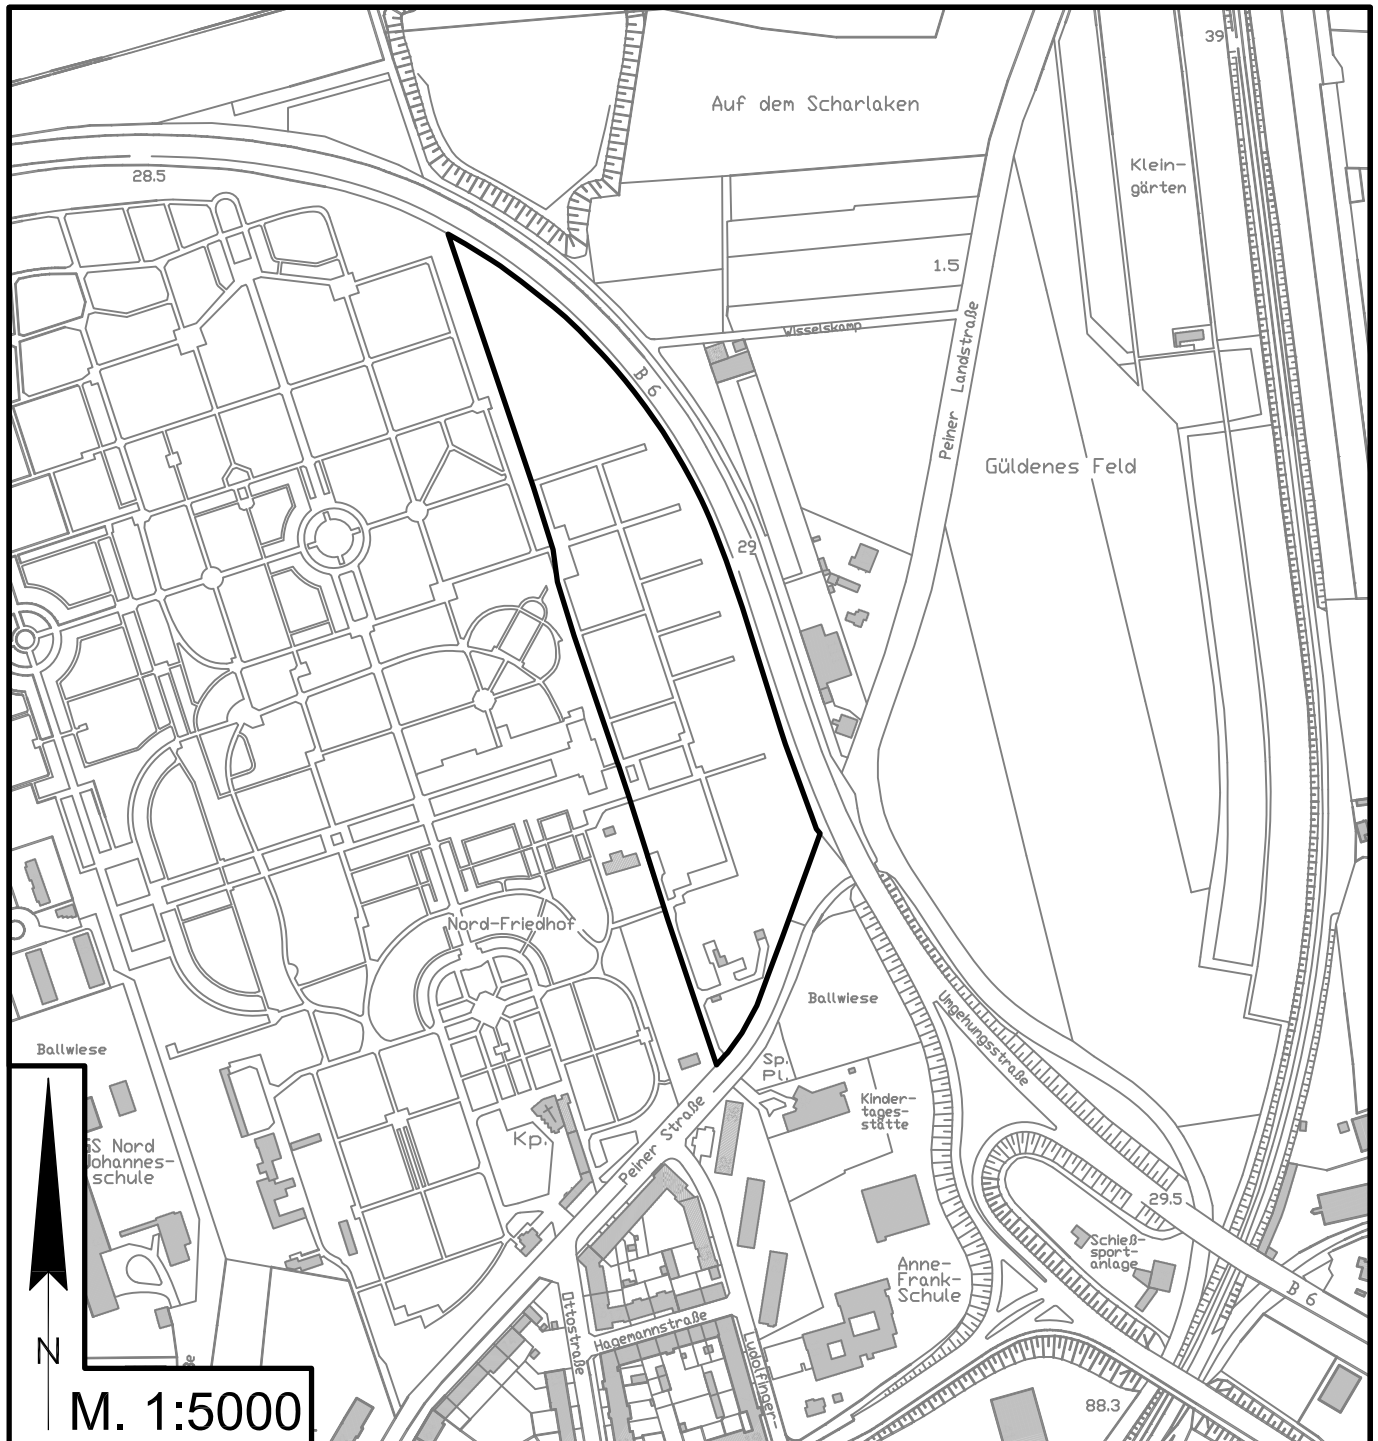 39
Auf dem Scharlaken
Klein-
gärten
28.5
1.5
Wisselskamp
Peiner Landstraße
B 6
Güldenes Feld
29
Nord-Friedhof
Ballwiese
Umgehungsstraße
Ballwiese
Sp.
Pl.
Kinder-
tages-
stätte
Peiner Straße
Kp.
GS Nord
Johannes-
schule
29.5
Schieß-
sport-
anlage
Anne-
Frank-
Schule
B 6
Ottostraße
Hagemannstraße
Ludolfinger-
N
88.3
M. 1:5000